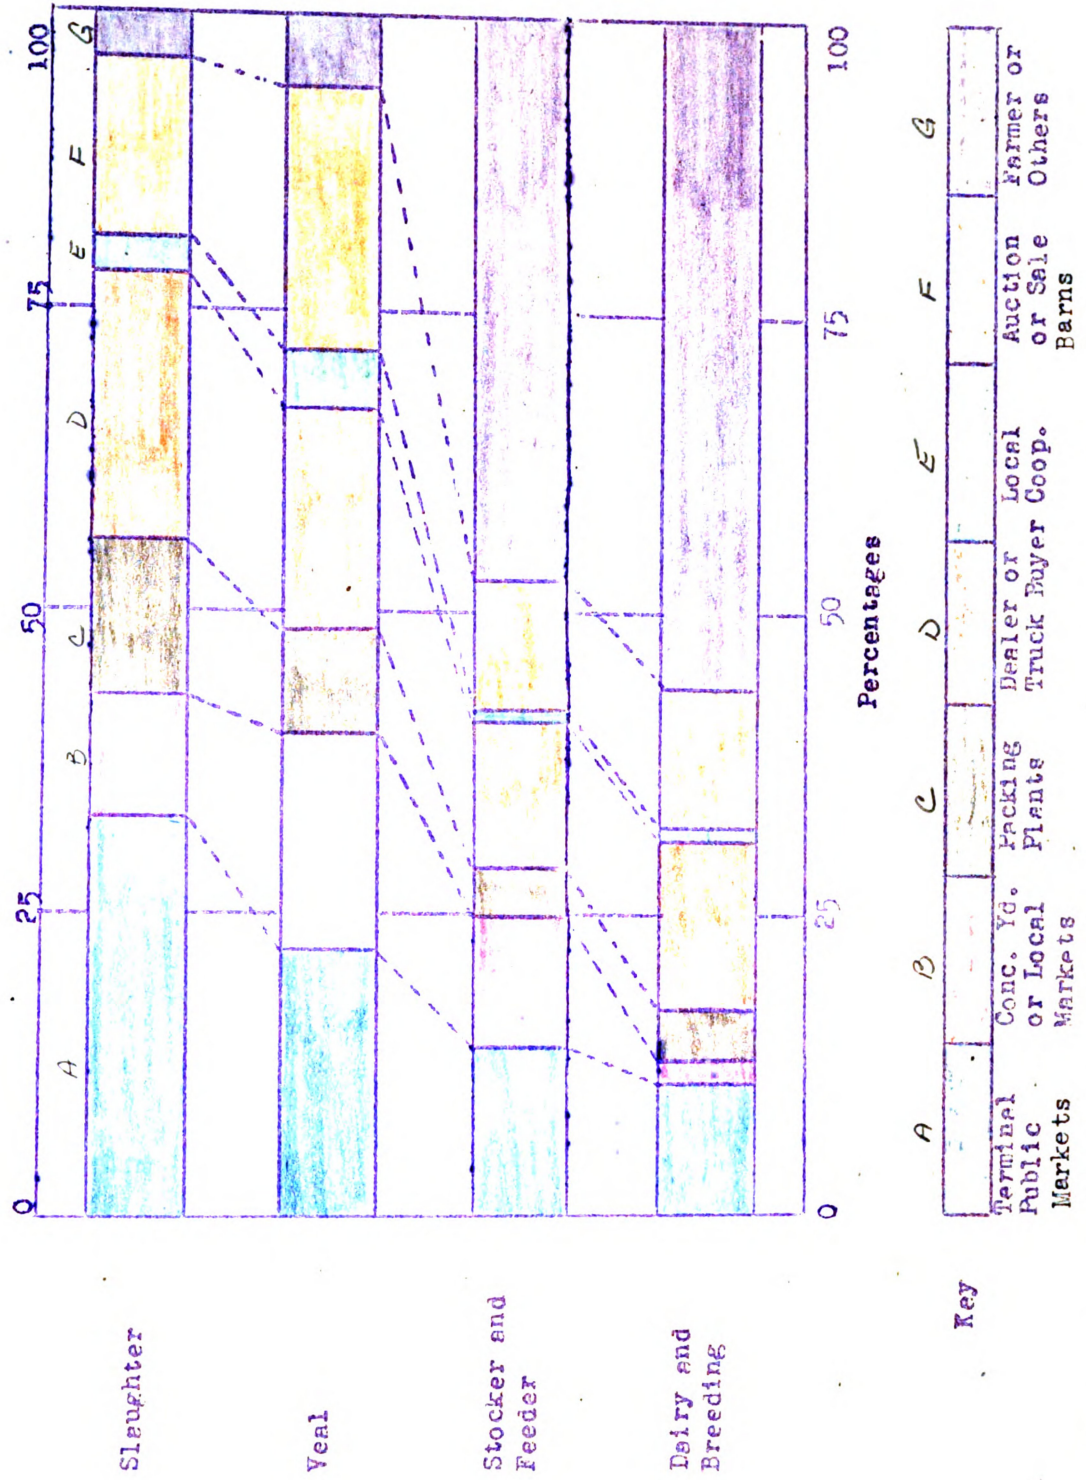 Slaughter
Veal
Stocker and
Feeder
Dairy and
Breeding
0 25 50 75 100
A B C D E F G
0 25 50 75 100
Percentages
Key
A B C D E F G
Terminal
Public
Markets
Conc. Yd.
or Local
Markets
Packing
Plants
Dealer or
Truck Buyer
Local
Coop.
Auction
or Sale
Barns
Farmer or
Others